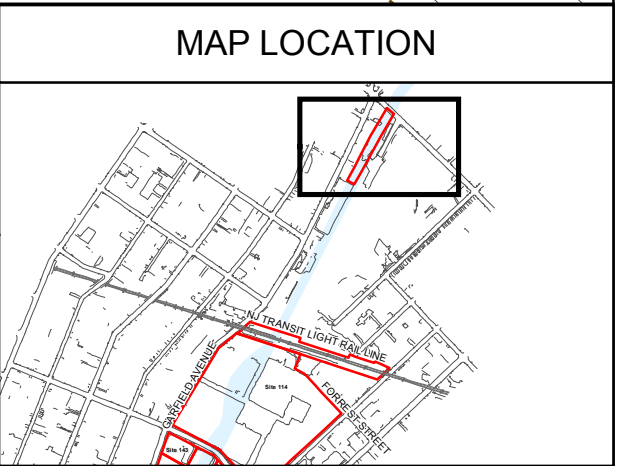 MAP LOCATION
NJ TRANSIT LIGHT RAIL LINE
GARFIELD AVENUE
Site 114
FORREST STREET
Site 143